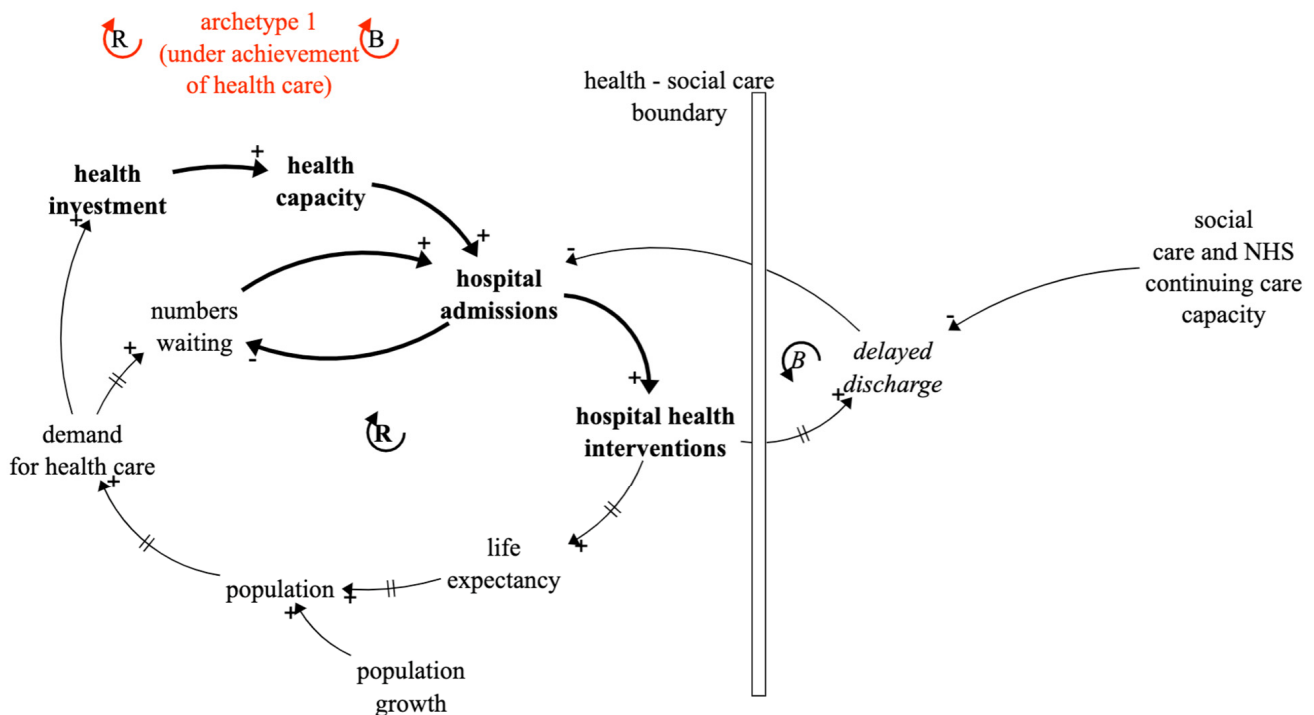 R
archetype 1
(under achievement
of health care)
B
health - social care
boundary
health
investment
+
+
health
capacity
+
+
-
hospital
admissions
numbers
waiting
+
-
social
care and NHS
continuing care
capacity
-
delayed
discharge
B
+
+
hospital health
interventions
R
demand
for health care
+
life
expectancy
+
population
+
+
population
growth